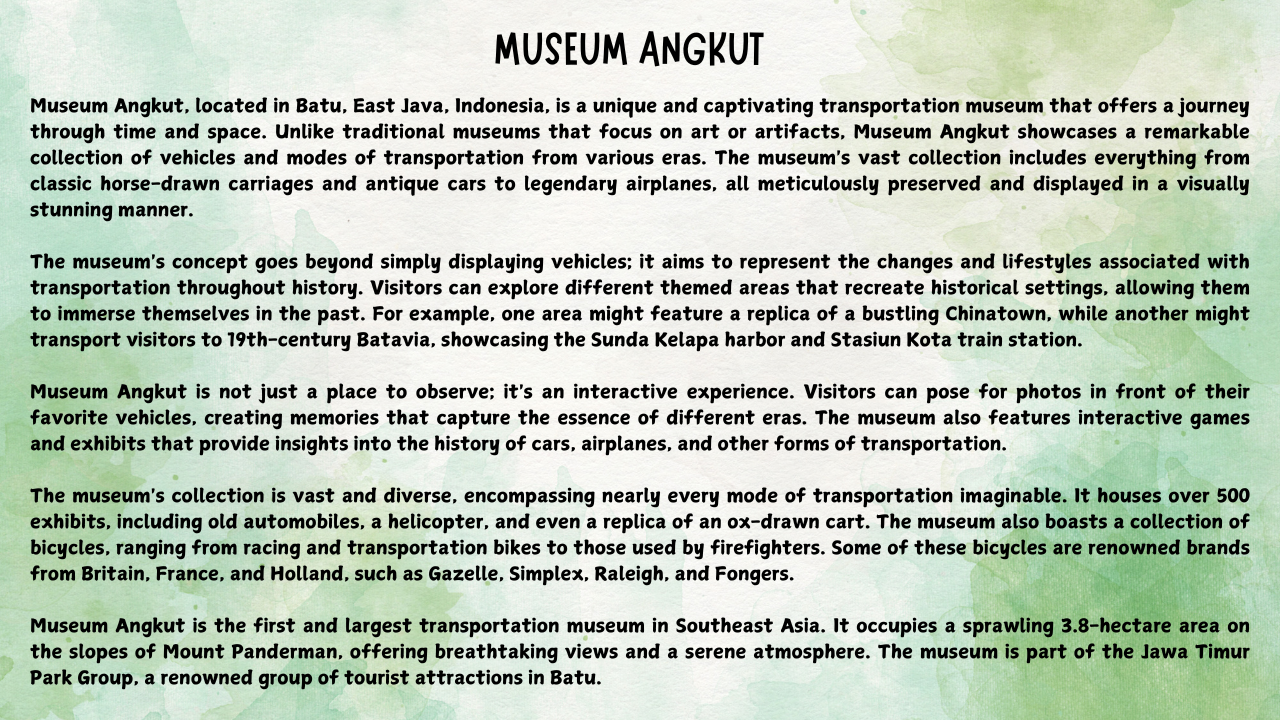 MUSEUM ANGKUT
Museum Angkut, located in Batu, East Java, Indonesia, is a unique and captivating transportation museum that offers a journey
through time and space. Unlike traditional museums that focus on art or artifacts, Museum Angkut showcases a remarkable
collection of vehicles and modes of transportation from various eras. The museum's vast collection includes everything from
classic horse-drawn carriages and antique cars to legendary airplanes, all meticulously preserved and displayed in a visually
stunning manner.
The museum's concept goes beyond simply displaying vehicles; it aims to represent the changes and lifestyles associated with
transportation throughout history. Visitors can explore different themed areas that recreate historical settings, allowing them
to immerse themselves in the past. For example, one area might feature a replica of a bustling Chinatown, while another might
transport visitors to 19th-century Batavia, showcasing the Sunda Kelapa harbor and Stasiun Kota train station.
Museum Angkut is not just a place to observe; it's an interactive experience. Visitors can pose for photos in front of their
favorite vehicles, creating memories that capture the essence of different eras. The museum also features interactive games
and exhibits that provide insights into the history of cars, airplanes, and other forms of transportation.
The museum's collection is vast and diverse, encompassing nearly every mode of transportation imaginable. It houses over 500
exhibits, including old automobiles, a helicopter, and even a replica of an ox-drawn cart. The museum also boasts a collection of
bicycles, ranging from racing and transportation bikes to those used by firefighters. Some of these bicycles are renowned brands
from Britain, France, and Holland, such as Gazelle, Simplex, Raleigh, and Fongers.
Museum Angkut is the first and largest transportation museum in Southeast Asia. It occupies a sprawling 3.8-hectare area on
the slopes of Mount Panderman, offering breathtaking views and a serene atmosphere. The museum is part of the Jawa Timur
Park Group, a renowned group of tourist attractions in Batu.